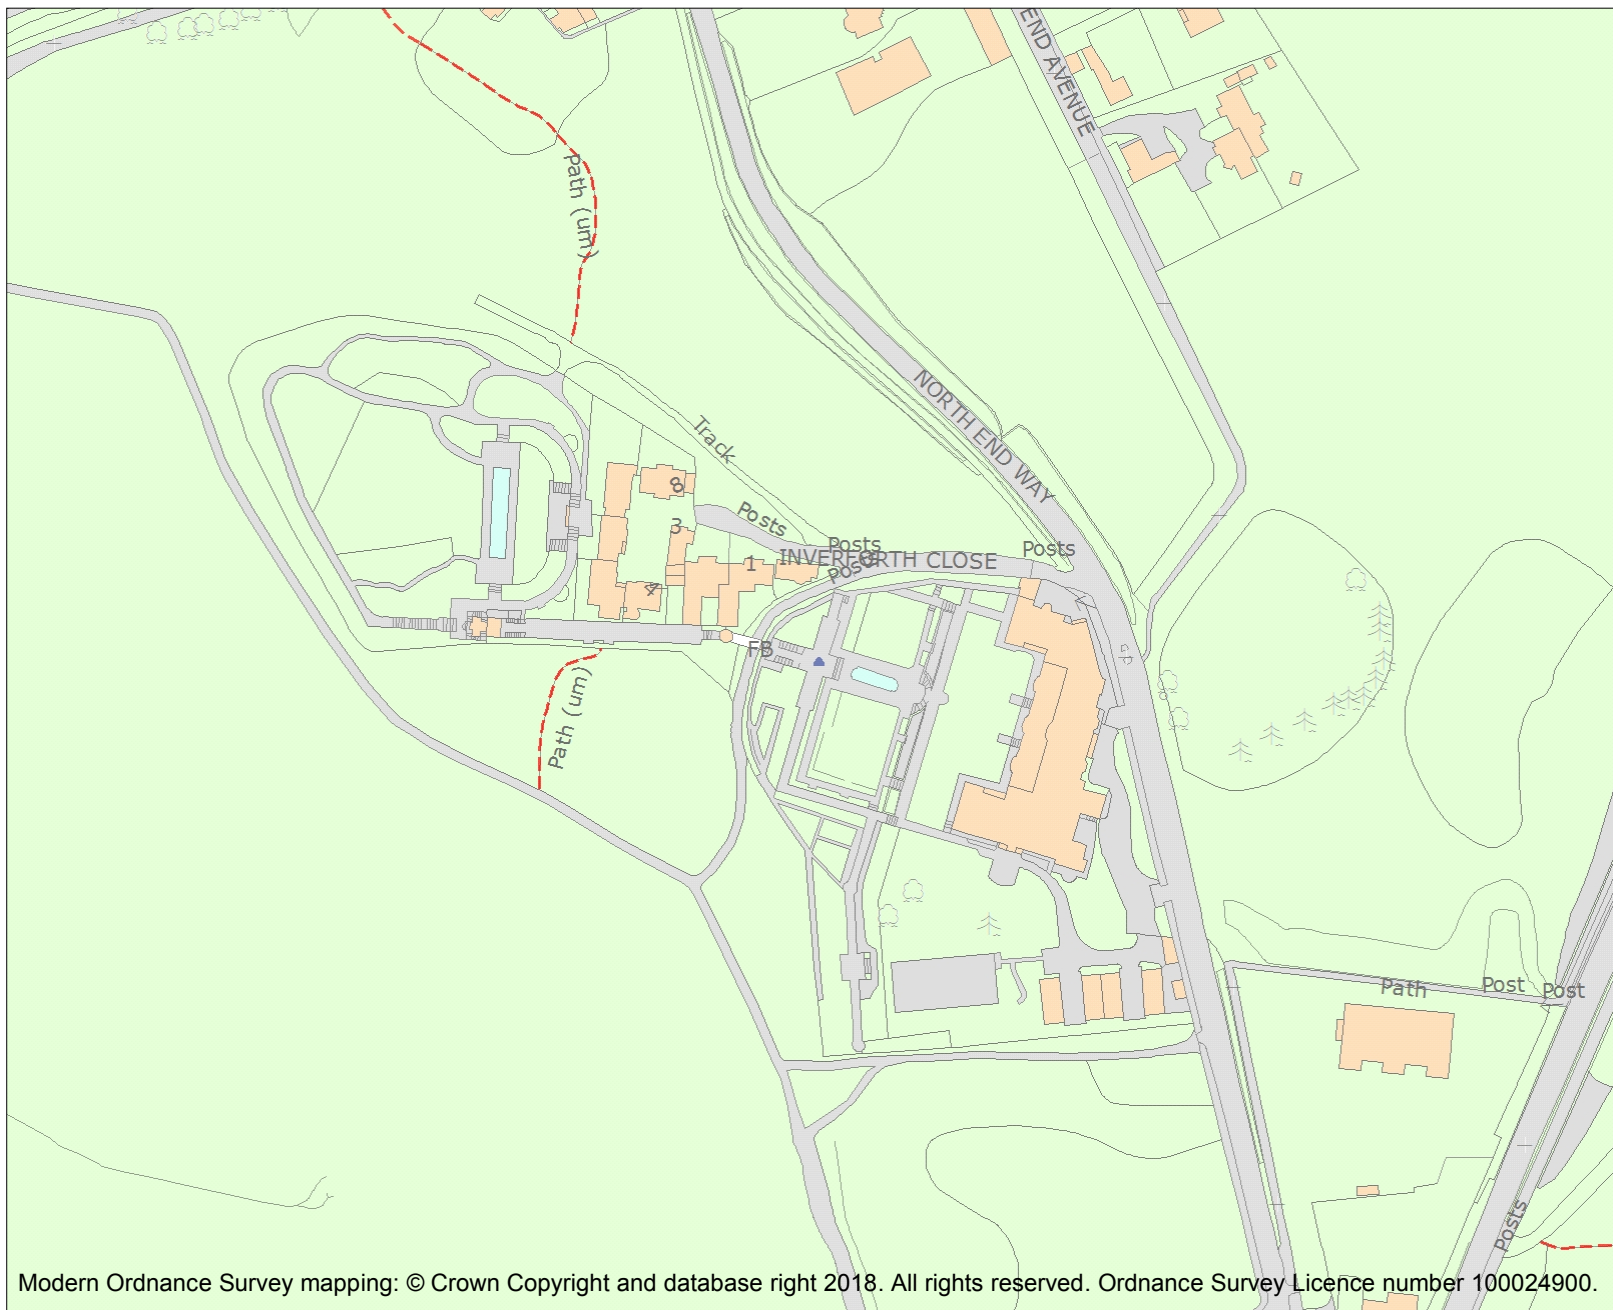 END AVENUE
Path (um)
NORTH END WAY
Track
8
Posts
3
Posts
Posts
INVERFORTH CLOSE
1
Posts
4
FB
Path (um)
Path
Post
Post
Posts
Modern Ordnance Survey mapping: © Crown Copyright and database right 2018. All rights reserved. Ordnance Survey Licence number 100024900.